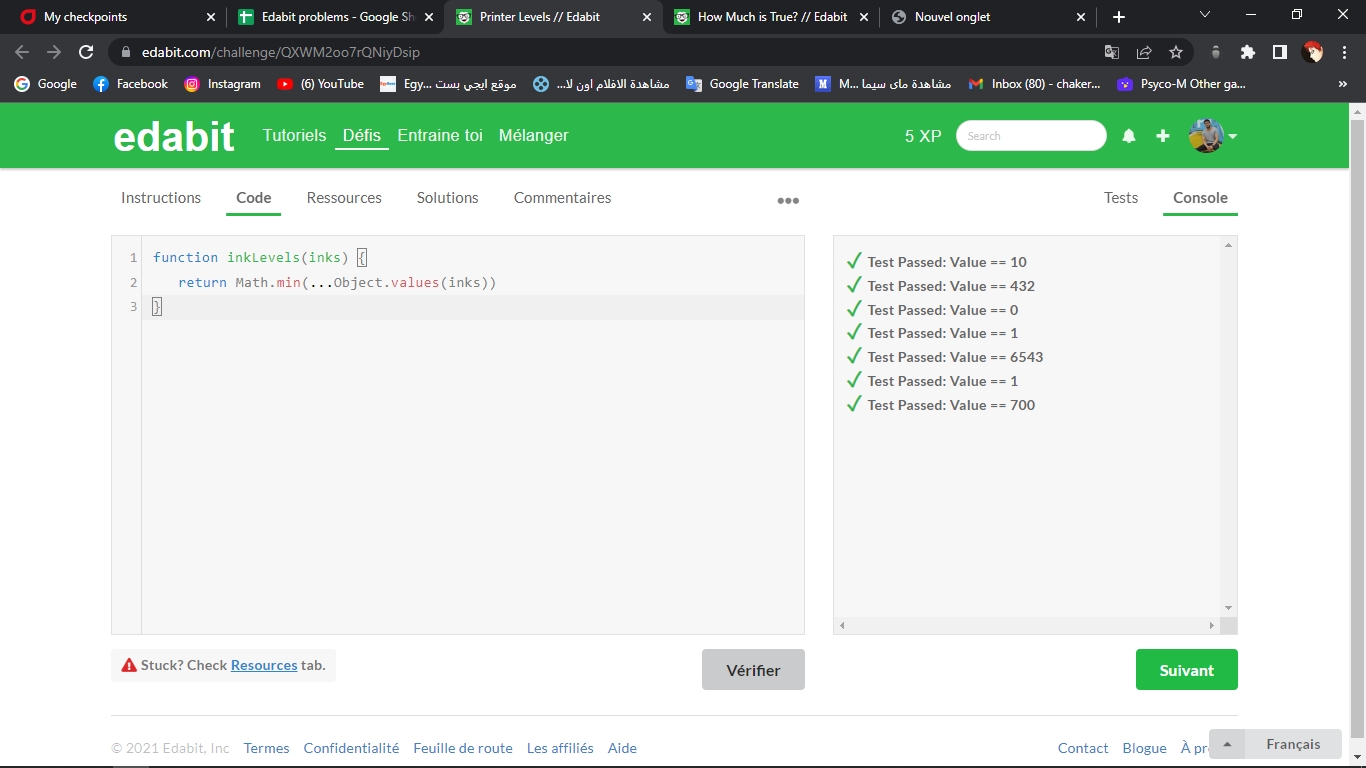 My checkpoints
Edabit problems - Google Sh
Printer Levels // Edabit
How Much is True? // Edabit
Nouvel onglet
edabit.com/challenge/QXWM2oo7rQNiyDsip
Google
Facebook
Instagram
(6) YouTube
موقع ايجي بست ...Egy
مشاهدة الافلام اون لا...
Google Translate
مشاهدة ماى سيما ...M
Inbox (80) - chaker...
Psyco-M Other ga...
»
edabit Tutoriels Défis Entraine toi Mélanger 5 XP Search
Instructions Code Ressources Solutions Commentaires ••• Tests Console
1 function inkLevels(inks) {
2 return Math.min(...Object.values(inks))
3 }
Test Passed: Value == 10
Test Passed: Value == 432
Test Passed: Value == 0
Test Passed: Value == 1
Test Passed: Value == 6543
Test Passed: Value == 1
Test Passed: Value == 700
Stuck? Check Resources tab.
Vérifier
Suivant
© 2021 Edabit, Inc Termes Confidentialité Feuille de route Les affiliés Aide Contact Blogue À pr
Français